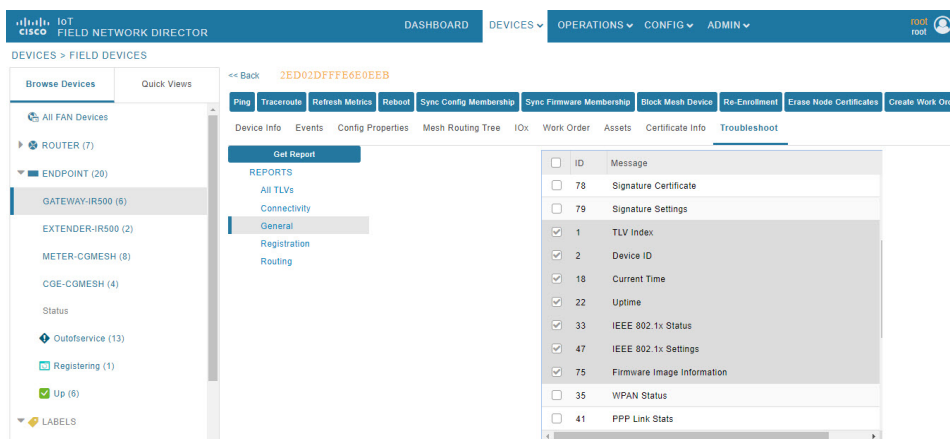 IoT
CISCO FIELD NETWORK DIRECTOR
DASHBOARD DEVICES OPERATIONS CONFIG ADMIN
root
root
DEVICES > FIELD DEVICES
Browse Devices Quick Views
All FAN Devices
ROUTER (7)
ENDPOINT (20)
GATEWAY-IR500 (6)
EXTENDER-IR500 (2)
METER-CGMESH (8)
CGE-CGMESH (4)
Status
Outofservice (13)
Registering (1)
Up (6)
LABELS
<< Back 2ED02DFFFE6E0EEB
Ping Traceroute Refresh Metrics Reboot Sync Config Membership Sync Firmware Membership Block Mesh Device Re-Enrollment Erase Node Certificates Create Work Or
Device Info Events Config Properties Mesh Routing Tree IOx Work Order Assets Certificate Info Troubleshoot
Get Report
REPORTS
All TLVs
Connectivity
General
Registration
Routing
ID Message
78 Signature Certificate
79 Signature Settings
1 TLV Index
2 Device ID
18 Current Time
22 Uptime
33 IEEE 802.1x Status
47 IEEE 802.1x Settings
75 Firmware Image Information
35 WPAN Status
41 PPP Link Stats